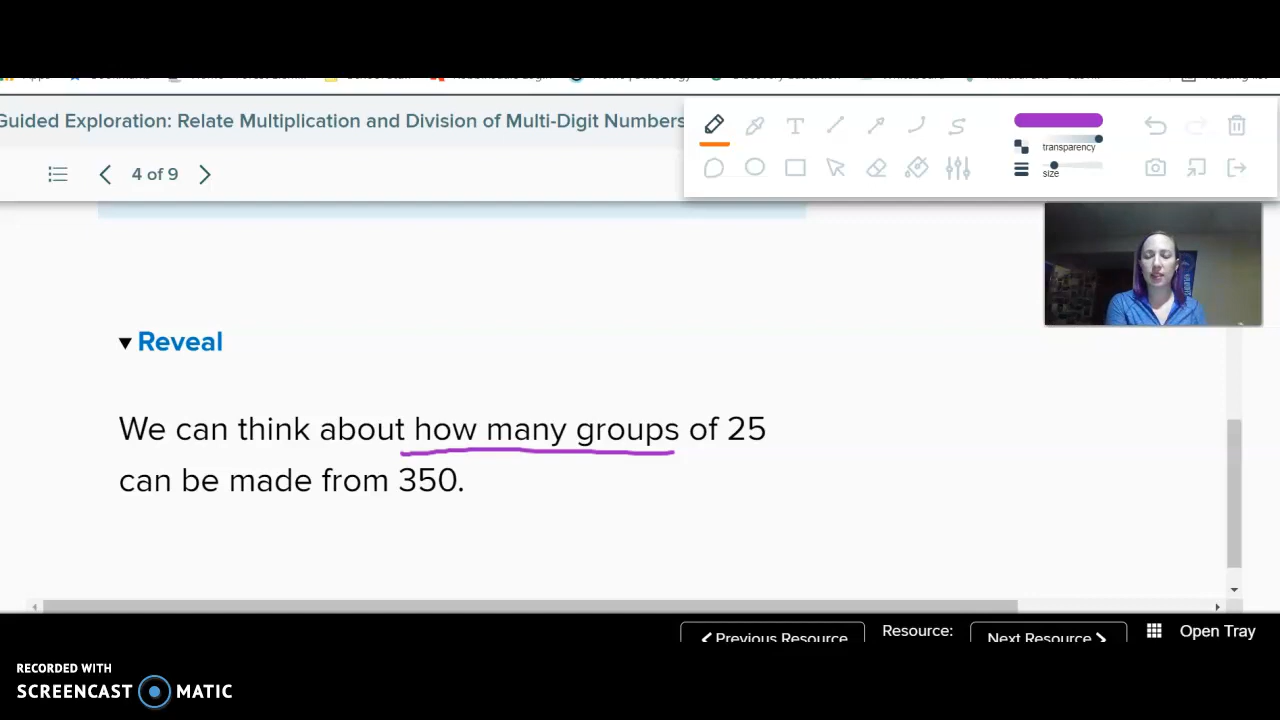 Guided Exploration: Relate Multiplication and Division of Multi-Digit Numbers
transparency
size
4 of 9
Reveal
We can think about how many groups of 25
can be made from 350.
Previous Resource
Resource:
Next Resource
Open Tray
RECORDED WITH
SCREENCAST MATIC